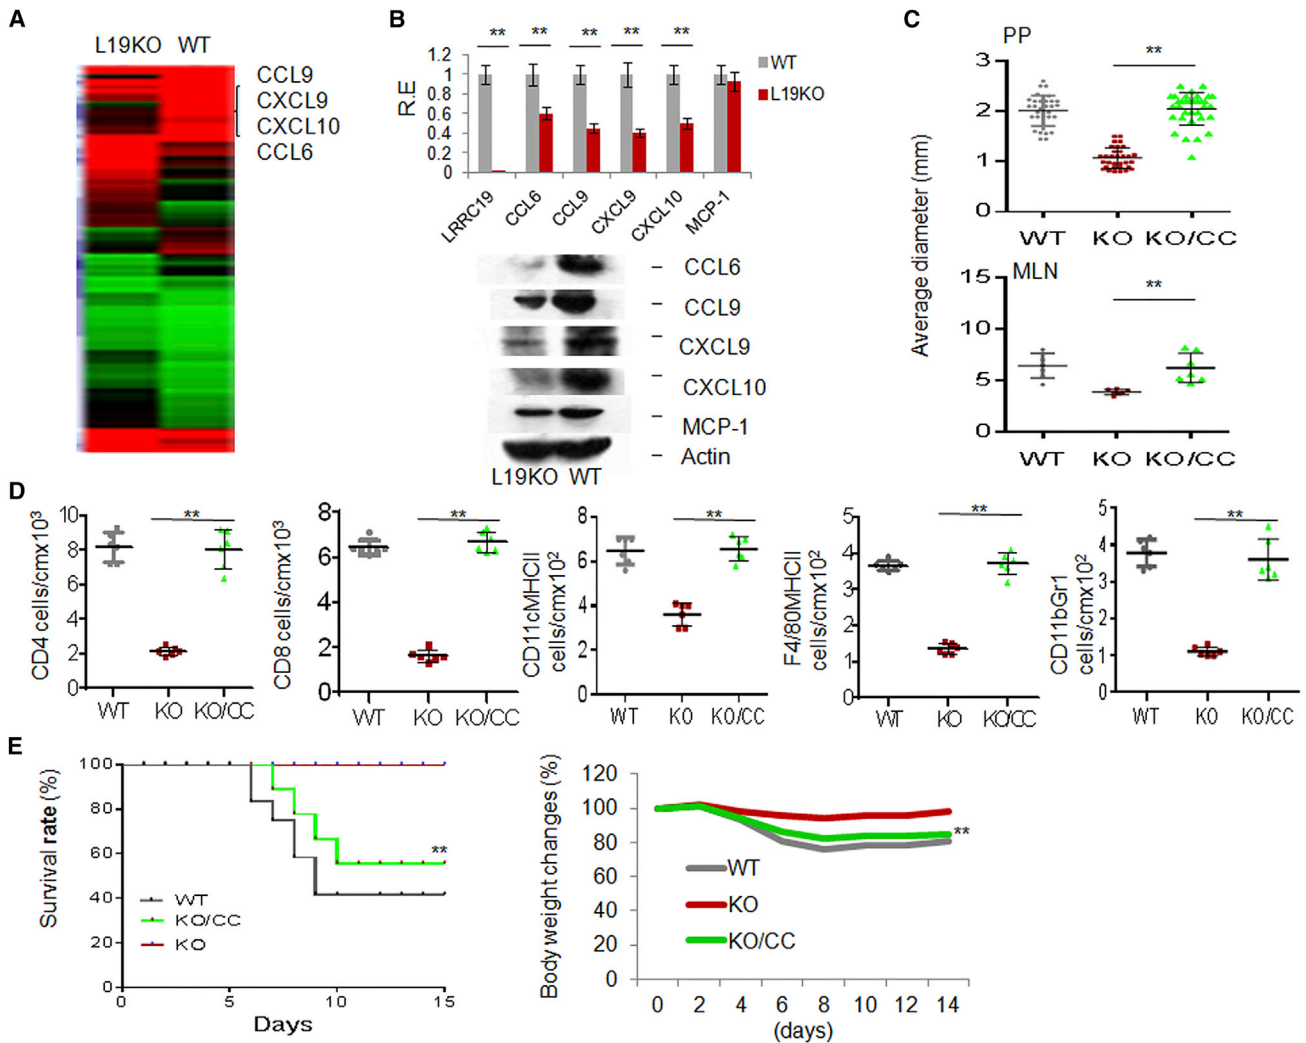 A
L19KO WT
CCL9
CXCL9
CXCL10
CCL6
B
** ** ** ** **
R.E
1.2
1
0.8
0.6
0.4
0.2
0
WT
L19KO
LRRC19
CCL6
CCL9
CXCL9
CXCL10
MCP-1
CCL6
CCL9
CXCL9
CXCL10
MCP-1
Actin
L19KO WT
C
Average diameter (mm)
PP
**
3
2
1
0
WT KO KO/CC
MLN
**
15
10
5
0
WT KO KO/CC
D
CD4 cells/cmx10³
**
10
8
6
4
2
0
WT KO KO/CC
CD8 cells/cmx10³
**
8
6
4
2
0
WT KO KO/CC
CD11cMHCII
cells/cmx10²
**
8
6
4
2
0
WT KO KO/CC
F4/80MHCII
cells/cmx10²
**
5
4
3
2
1
0
WT KO KO/CC
CD11bGr1
cells/cmx10²
**
5
4
3
2
1
0
WT KO KO/CC
E
Survival rate (%)
100
80
60
40
20
0
**
WT
KO/CC
KO
0 5 10 15
Days
Body weight changes (%)
120
100
80
60
40
20
0
**
WT
KO
KO/CC
0 2 4 6 8 10 12 14
(days)